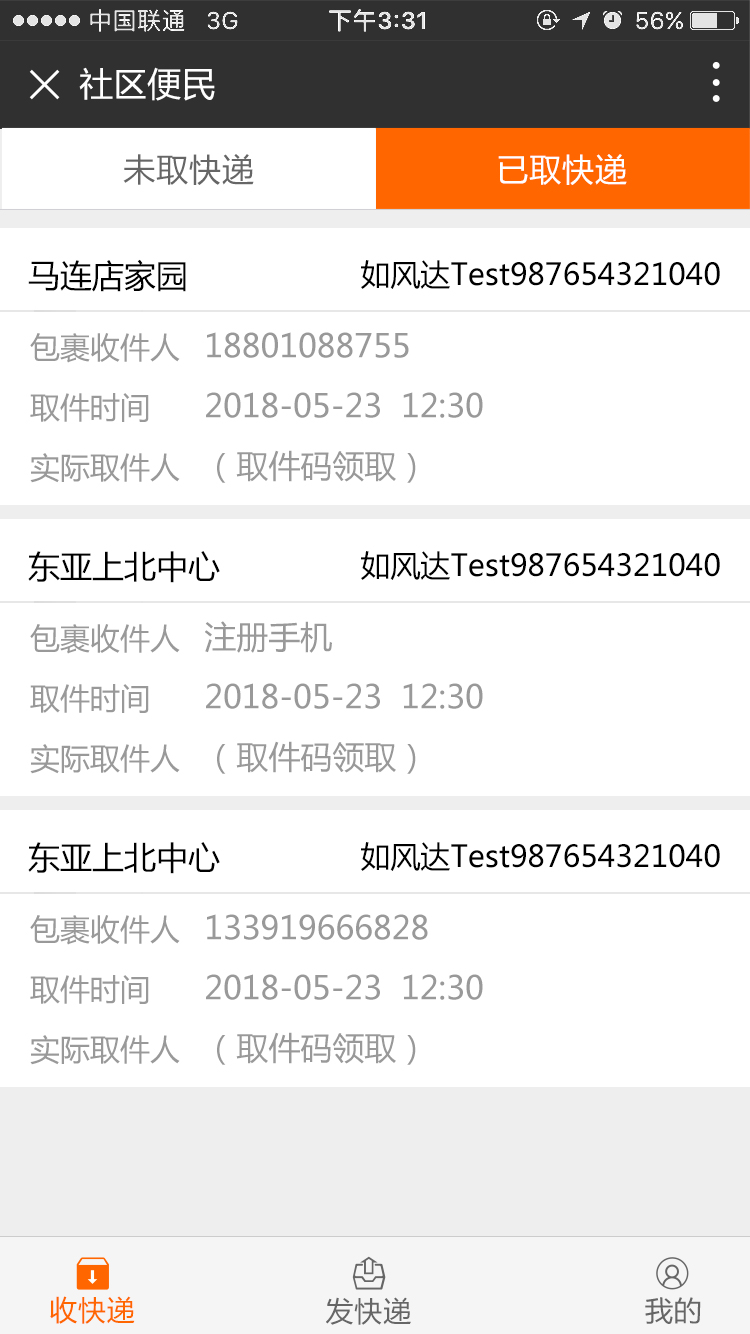 中国联通 3G 下午3:31 56%
社区便民
未取快递 已取快递
马连店家园 如风达Test987654321040
包裹收件人 18801088755
取件时间 2018-05-23 12:30
实际取件人 （取件码领取）
东亚上北中心 如风达Test987654321040
包裹收件人 注册手机
取件时间 2018-05-23 12:30
实际取件人 （取件码领取）
东亚上北中心 如风达Test987654321040
包裹收件人 133919666828
取件时间 2018-05-23 12:30
实际取件人 （取件码领取）
收快递 发快递 我的